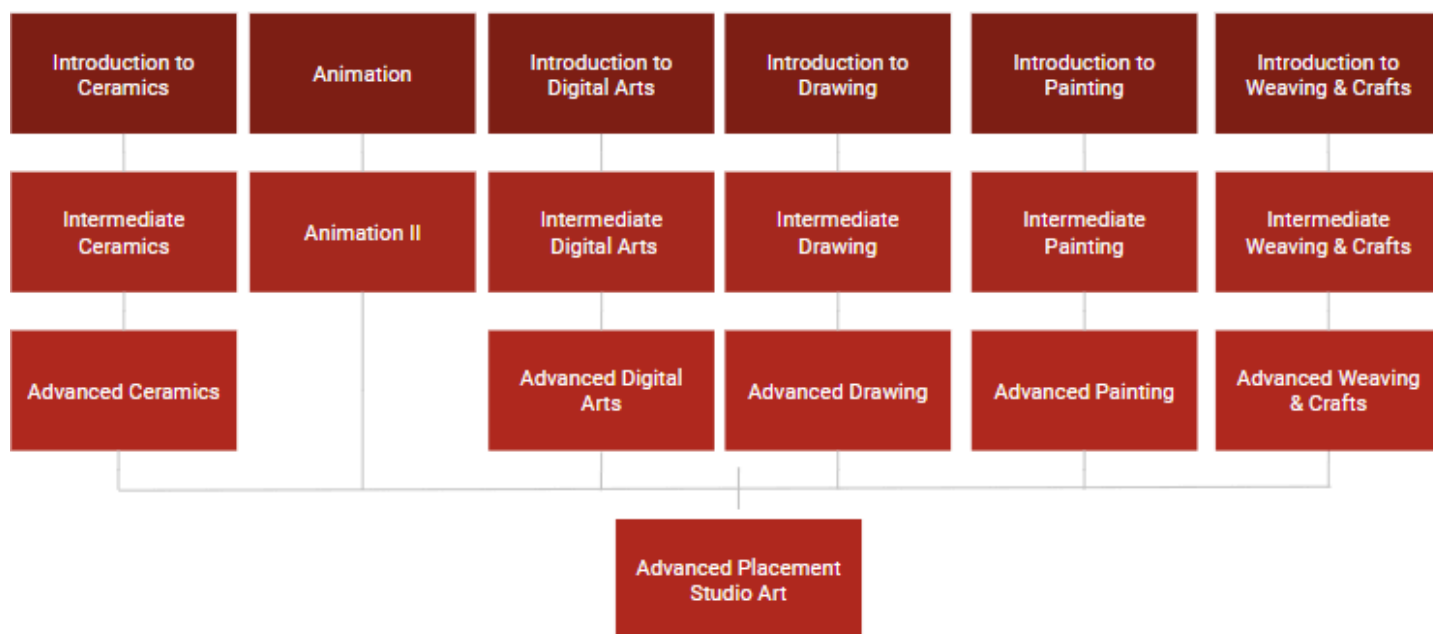 Introduction to
Ceramics
Animation
Introduction to
Digital Arts
Introduction to
Drawing
Introduction to
Painting
Introduction to
Weaving & Crafts
Intermediate
Ceramics
Animation II
Intermediate
Digital Arts
Intermediate
Drawing
Intermediate
Painting
Intermediate
Weaving & Crafts
Advanced Ceramics
Advanced Digital
Arts
Advanced Drawing
Advanced Painting
Advanced Weaving
& Crafts
Advanced Placement
Studio Art